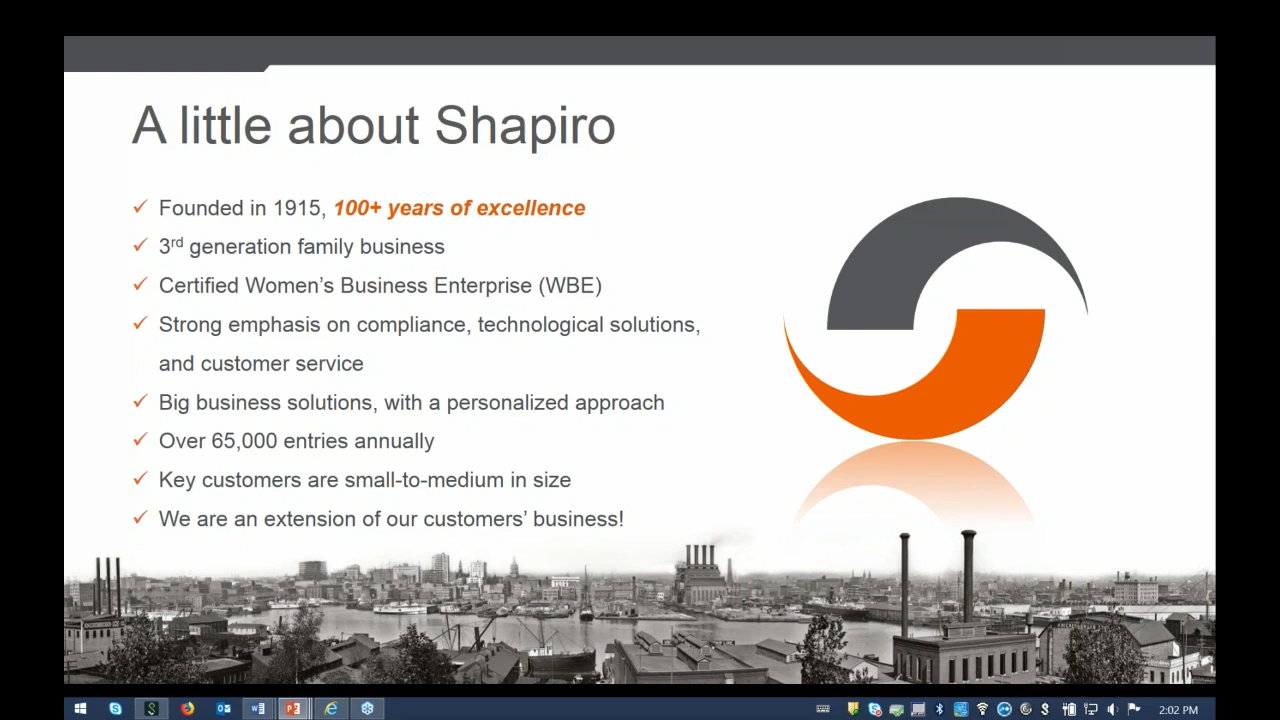 A little about Shapiro
✓ Founded in 1915, 100+ years of excellence
✓ 3rd generation family business
✓ Certified Women’s Business Enterprise (WBE)
✓ Strong emphasis on compliance, technological solutions,
and customer service
✓ Big business solutions, with a personalized approach
✓ Over 65,000 entries annually
✓ Key customers are small-to-medium in size
✓ We are an extension of our customers’ business!
2:02 PM